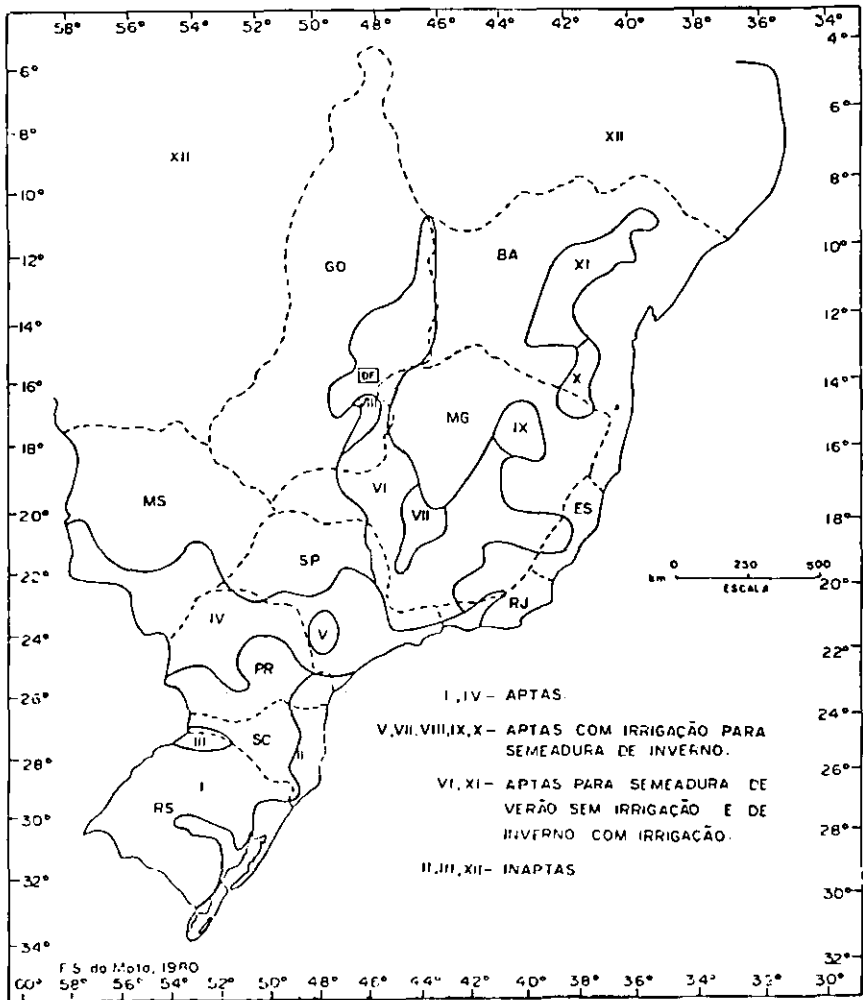 58° 56° 54° 52° 50° 48° 46° 44° 42° 40° 38° 36° 34°
4°
6°
6°
XII
XII
8°
8°
10°
10°
12°
GO
BA
XI
12°
14°
14°
16°
DF
X
16°
MG
IX
18°
MS
VI
VII
ES
18°
20°
SP
20°
22°
km 0 250 500
ESCALA
RJ
IV
V
22°
24°
PR
26°
I,IV - APTAS.
24°
V,VII,VIII,IX,X - APTAS COM IRRIGAÇÃO PARA
SEMEADURA DE INVERNO.
III
SC
II
28°
26°
VI, XI - APTAS PARA SEMEADURA DE
VERÃO SEM IRRIGAÇÃO E DE
INVERNO COM IRRIGAÇÃO.
I
RS
30°
28°
II,III,XII - INAPTAS
32°
30°
34°
32°
F.S. da Mota, 1980
60° 58° 56° 54° 52° 50° 48° 46° 44° 42° 40° 38° 36°